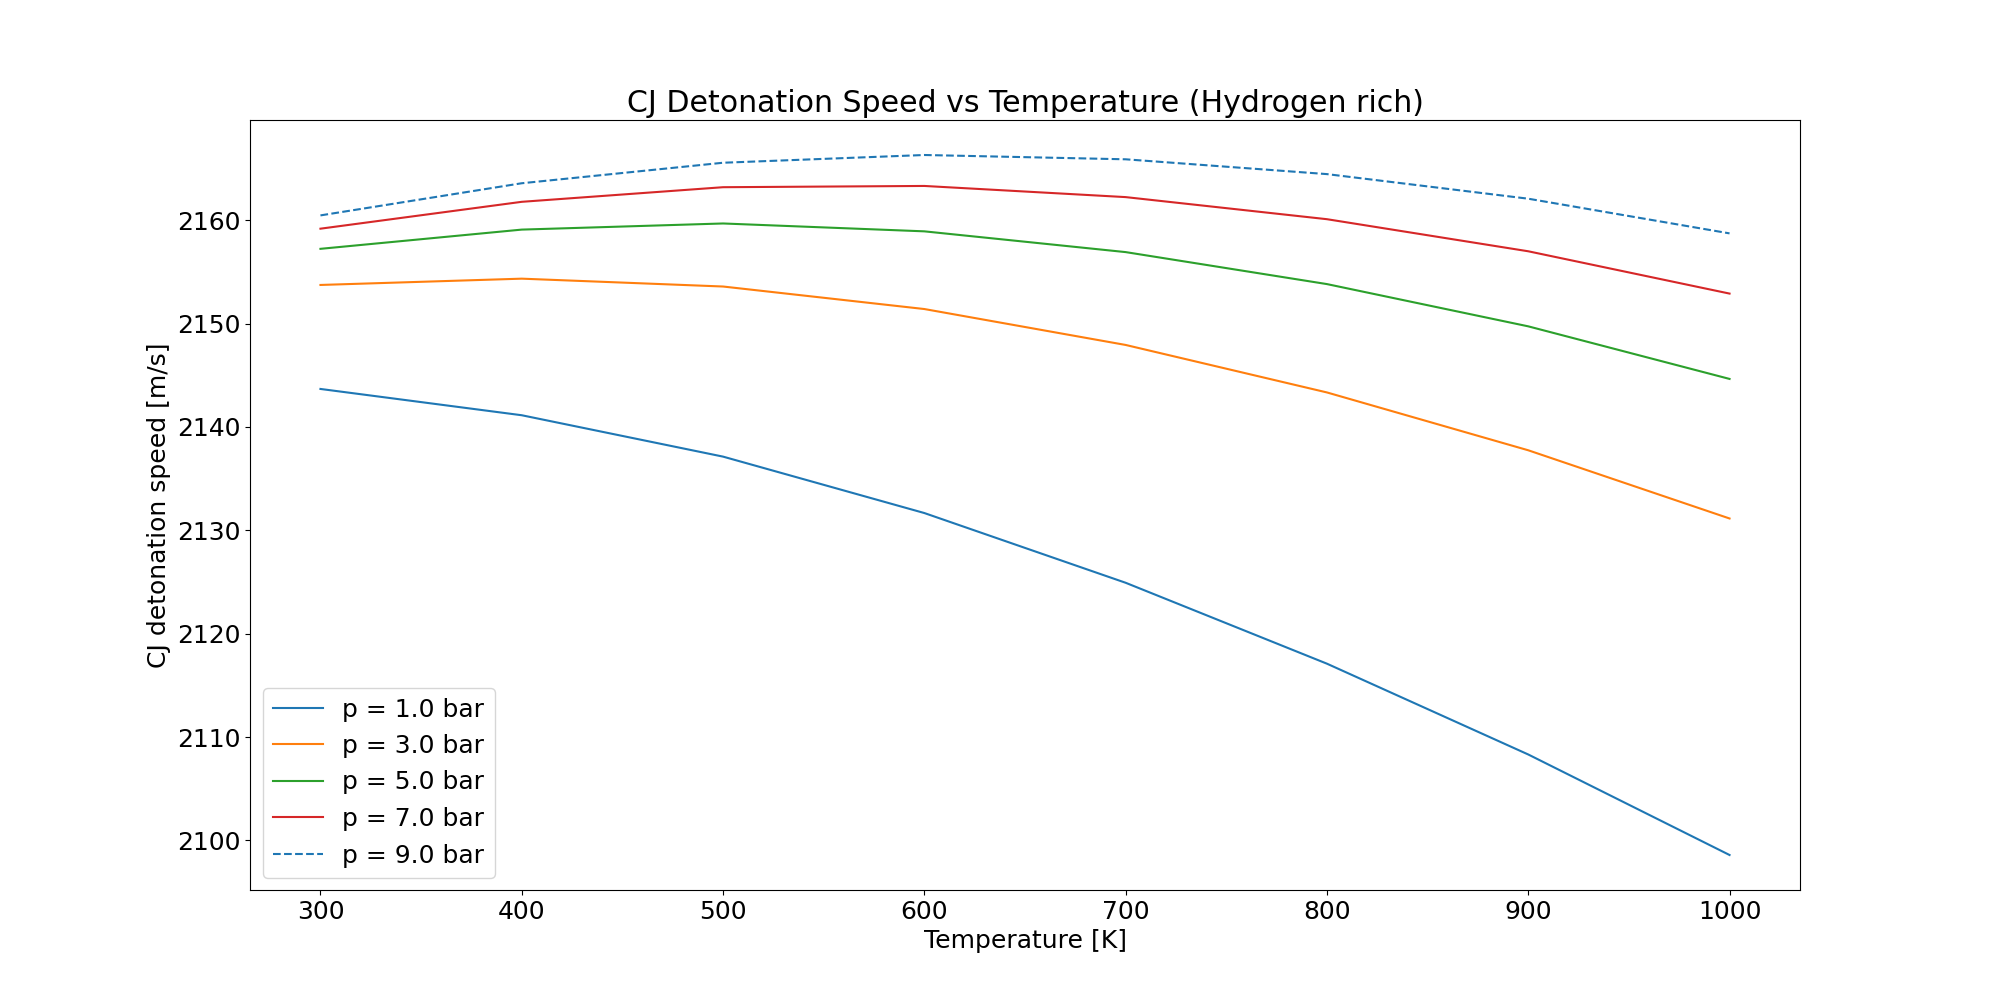 CJ Detonation Speed vs Temperature (Hydrogen rich)
CJ detonation speed [m/s]
2160
2150
2140
2130
2120
2110
2100
p = 1.0 bar
p = 3.0 bar
p = 5.0 bar
p = 7.0 bar
p = 9.0 bar
300 400 500 600 700 800 900 1000
Temperature [K]